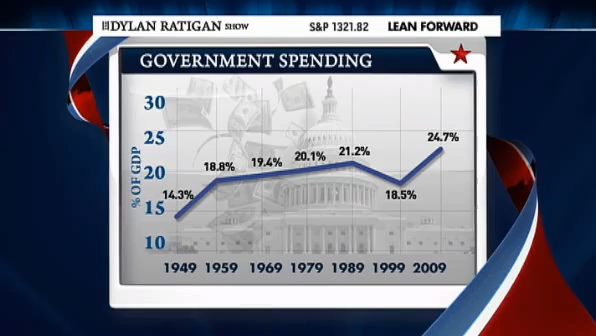 THE DYLAN RATIGAN SHOW
S&P 1321.82
LEAN FORWARD
GOVERNMENT SPENDING
% OF GDP
30
25
20
15
10
14.3%
18.8%
19.4%
20.1%
21.2%
18.5%
24.7%
1949 1959 1969 1979 1989 1999 2009